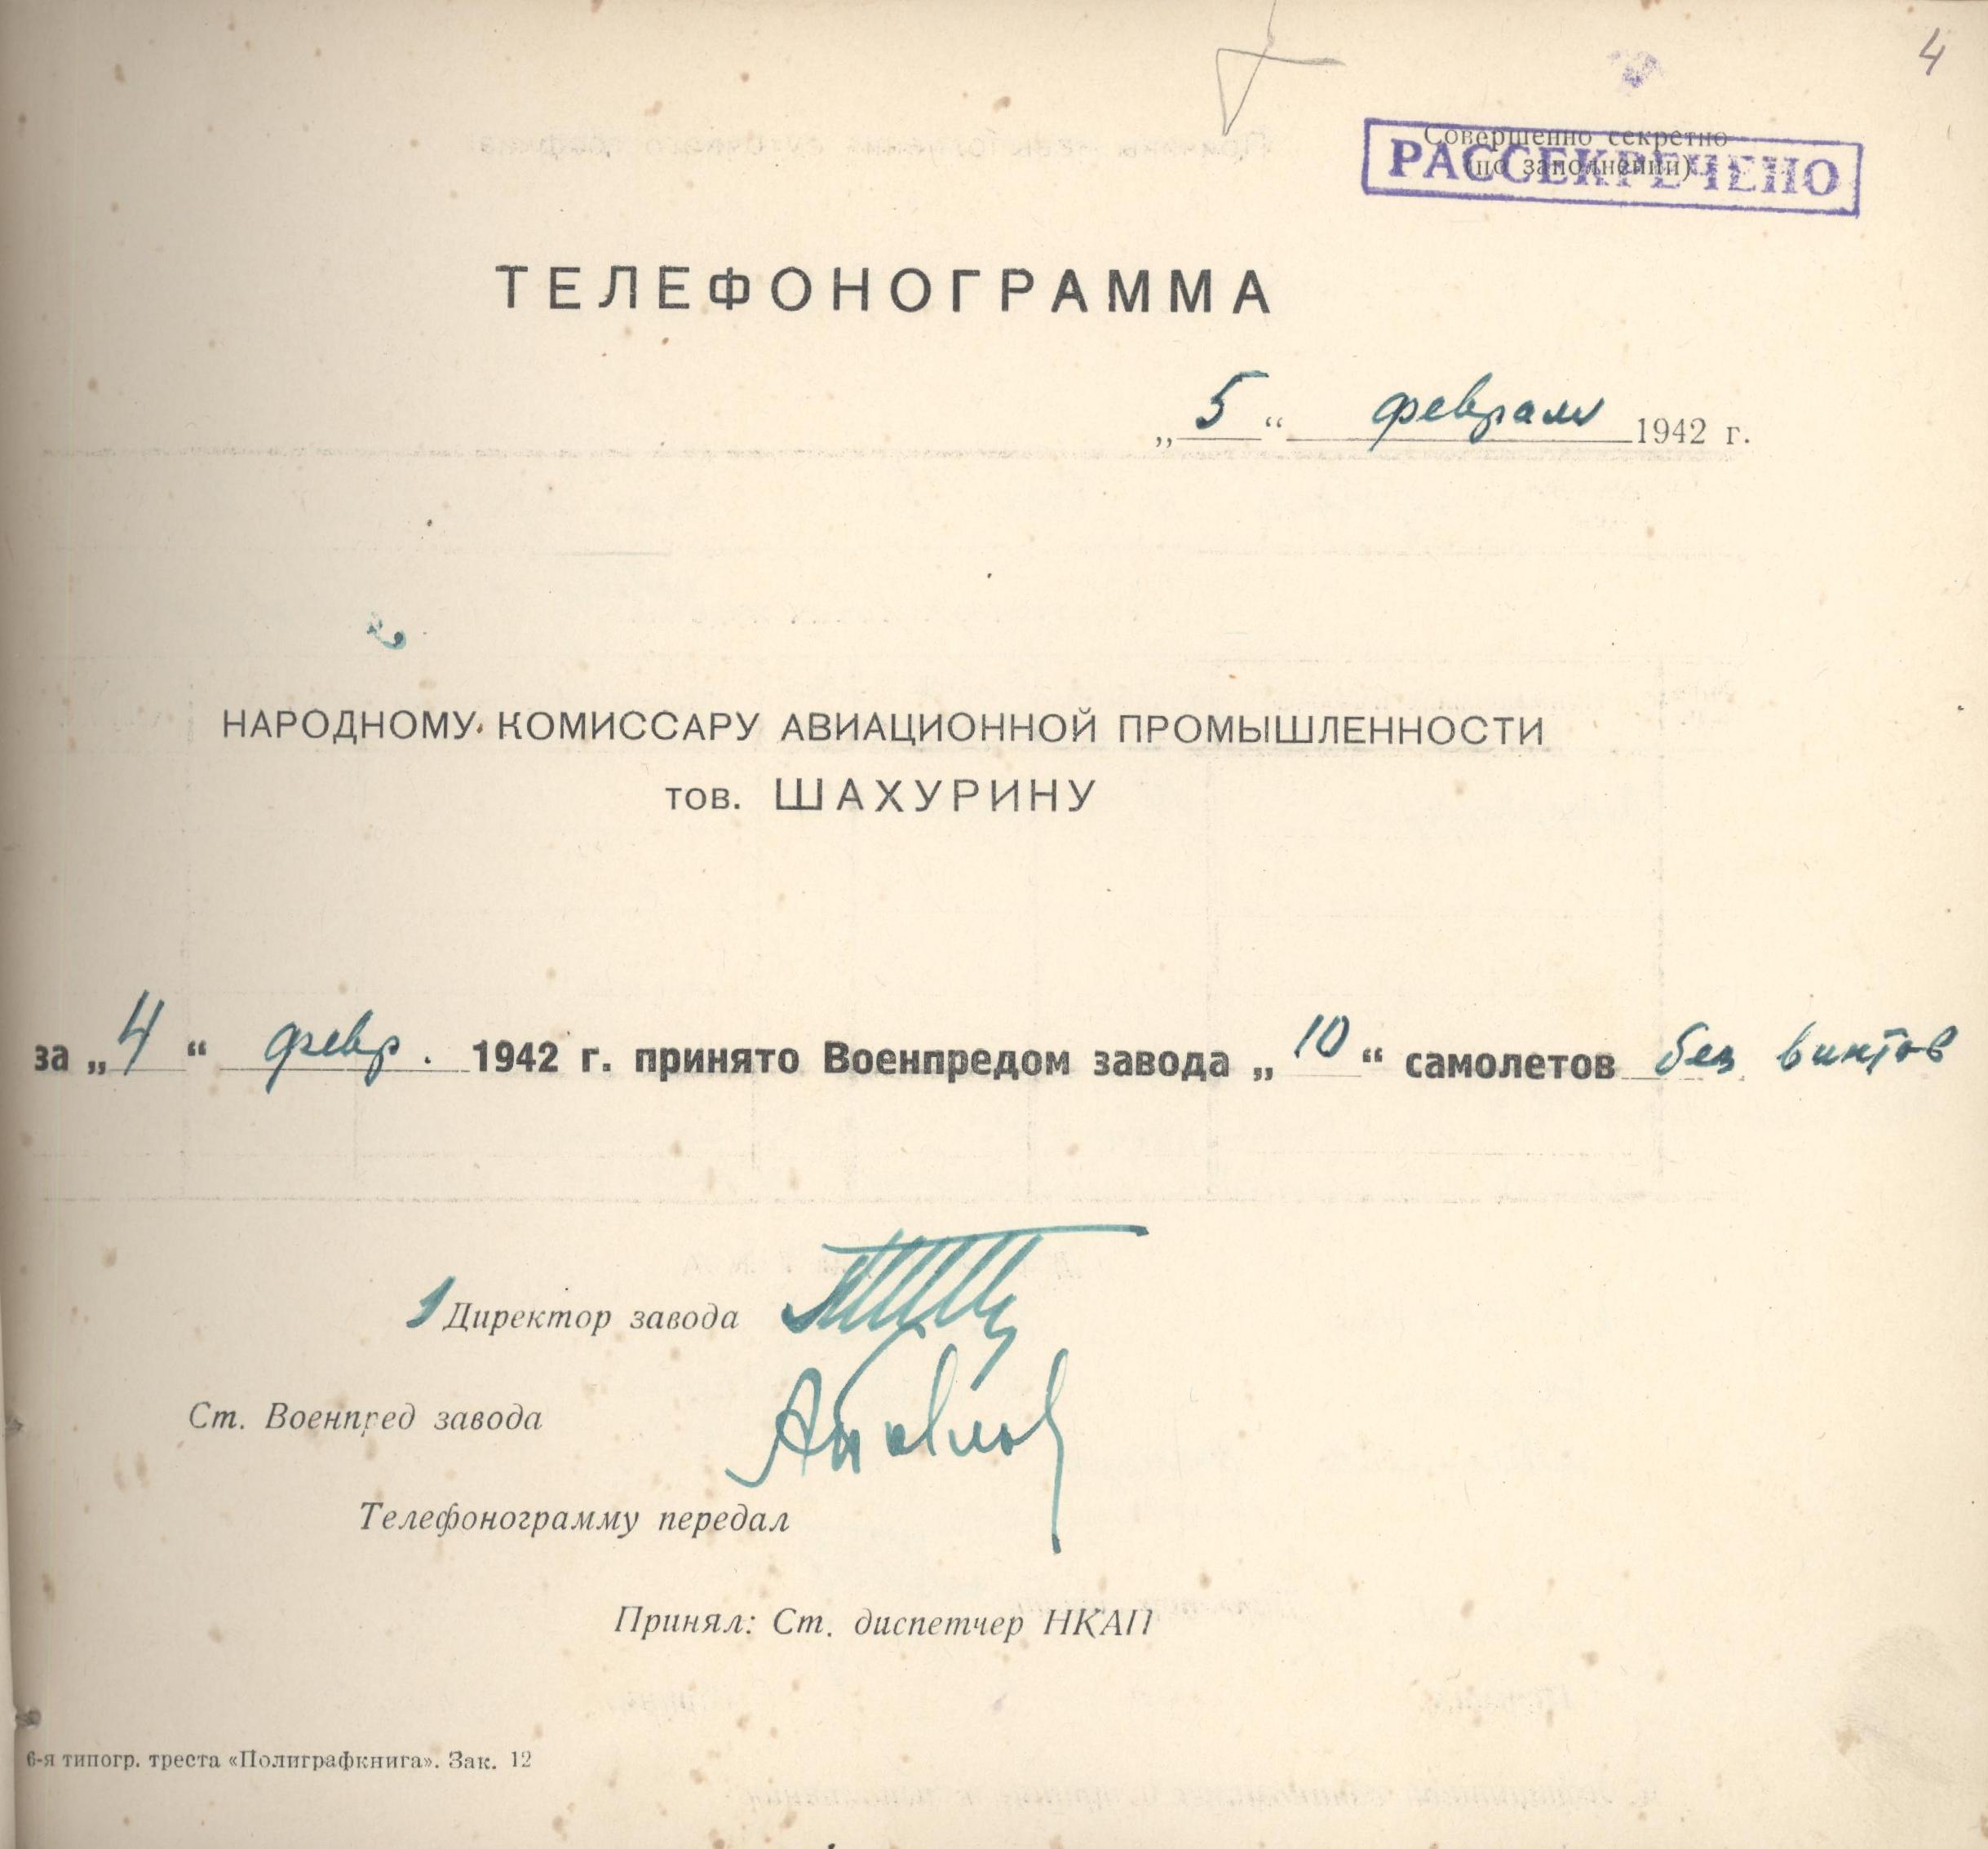 4
Совершенно секретно
(по заполнении)
РАССЕКРЕЧЕНО
ТЕЛЕФОНОГРАММА
„ 5 “ февраля 1942 г.
НАРОДНОМУ КОМИССАРУ АВИАЦИОННОЙ ПРОМЫШЛЕННОСТИ
тов. ШАХУРИНУ
за „ 4 “ февр. 1942 г. принято Военпредом завода „ 10 “ самолетов без винтов
Директор завода
Ст. Военпред завода
Телефонограмму передал
Принял: Ст. диспетчер НКАП
6-я типогр. треста «Полиграфкнига». Зак. 12